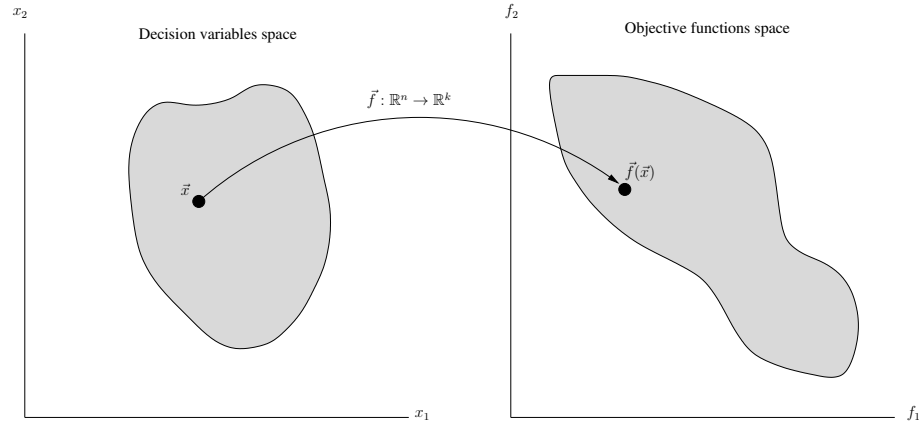 x₂
Decision variables space
f₂
Objective functions space
f⃗ : ℝⁿ → ℝᵏ
x⃗
f⃗(x⃗)
x₁
f₁